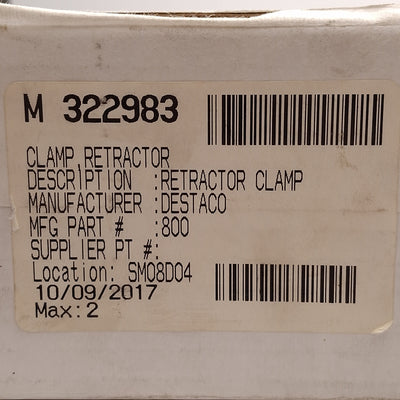 M 322983
CLAMP,RETRACTOR
DESCRIPTION :RETRACTOR CLAMP
MANUFACTURER :DESTACO
MFG PART # :800
SUPPLIER PT #:
Location: SM08D04
10/09/2017
Max:2